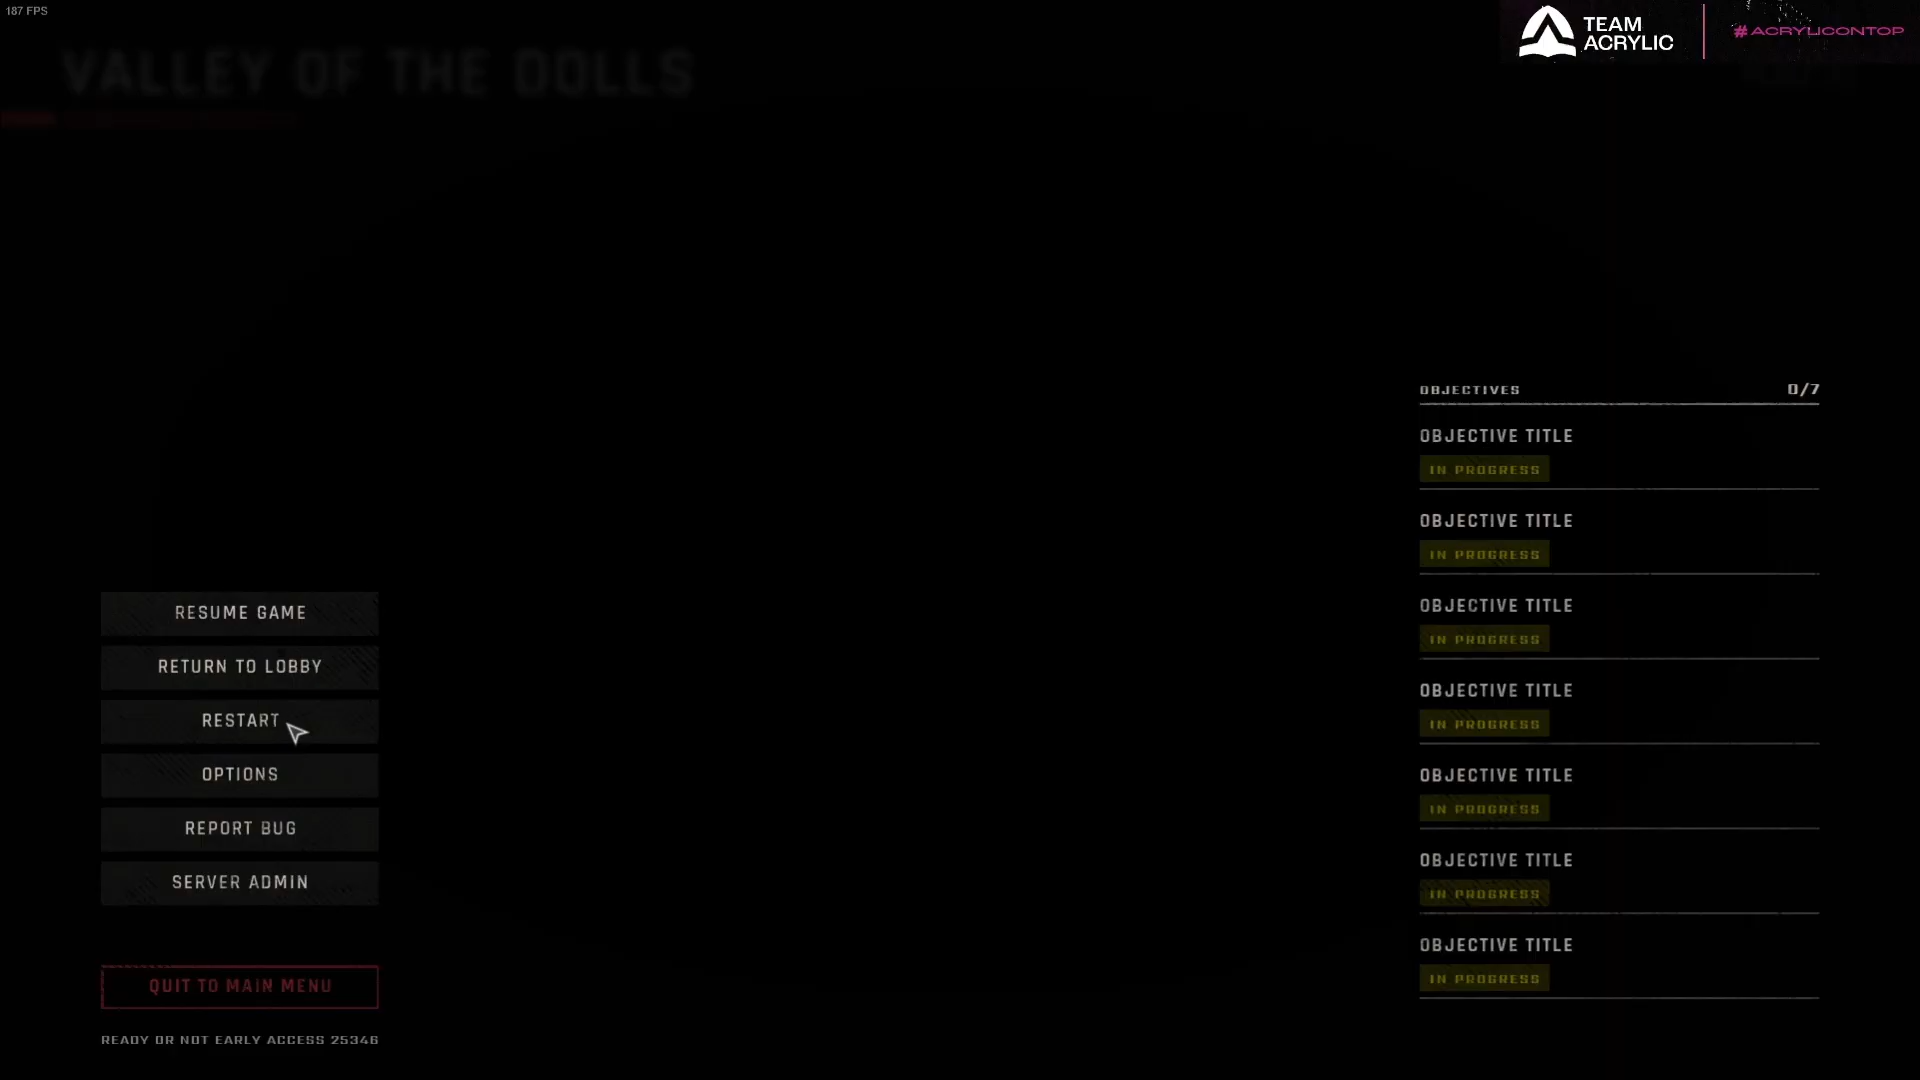 187 FPS
TEAM
ACRYLIC
#ACRYLICONTOP
VALLEY OF THE DOLLS
OBJECTIVES 0/7
OBJECTIVE TITLE
IN PROGRESS
OBJECTIVE TITLE
IN PROGRESS
OBJECTIVE TITLE
IN PROGRESS
OBJECTIVE TITLE
IN PROGRESS
OBJECTIVE TITLE
IN PROGRESS
OBJECTIVE TITLE
IN PROGRESS
OBJECTIVE TITLE
IN PROGRESS
RESUME GAME
RETURN TO LOBBY
RESTART
OPTIONS
REPORT BUG
SERVER ADMIN
QUIT TO MAIN MENU
READY OR NOT EARLY ACCESS 25346